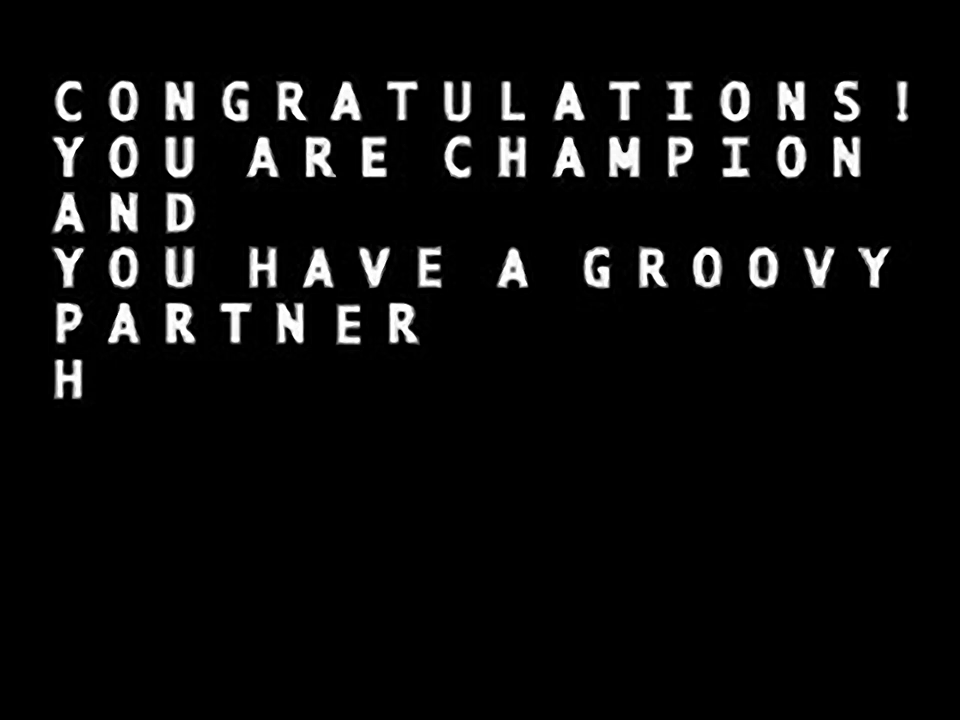 CONGRATULATIONS!
YOU ARE CHAMPION
AND
YOU HAVE A GROOVY
PARTNER
H